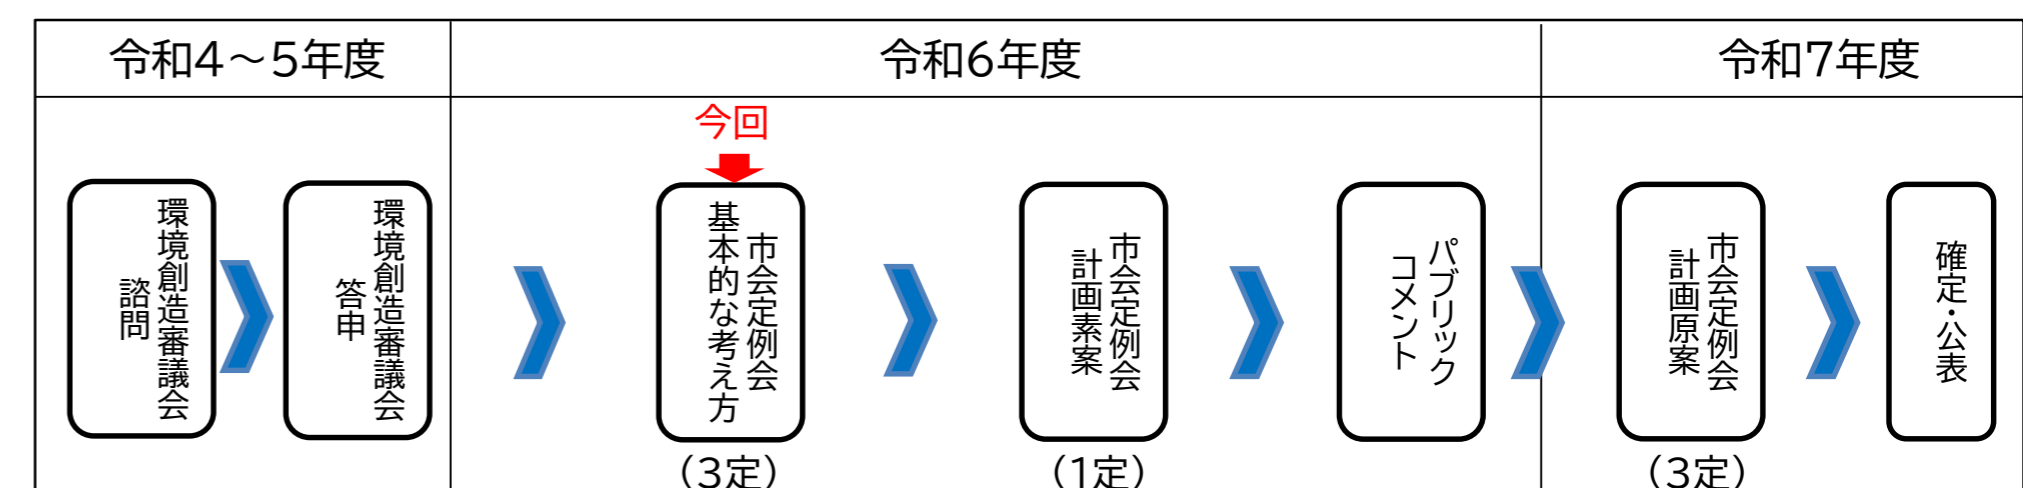 令和4～5年度
令和6年度
令和7年度
今回
環境創造審議会
諮問
環境創造審議会
答申
市会定例会
基本的な考え方
市会定例会
計画素案
パブリック
コメント
市会定例会
計画原案
確定・公表
（3定）
（1定）
（3定）